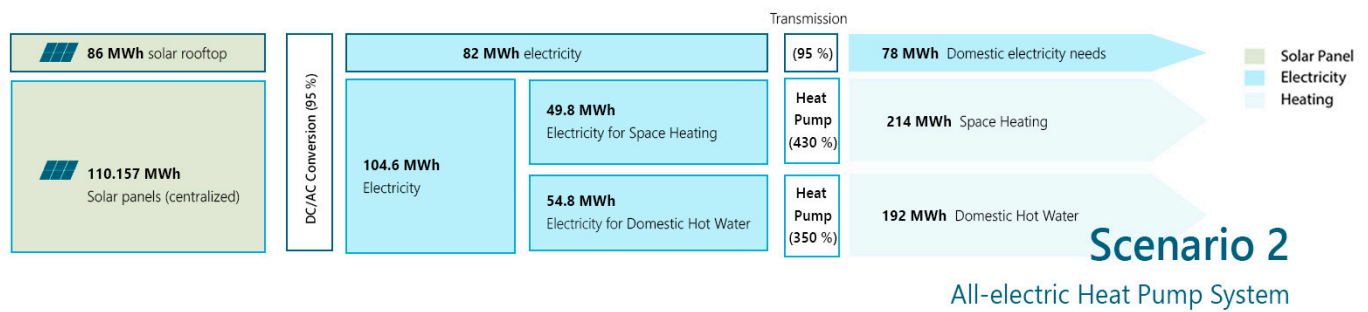 Transmission
86 MWh solar rooftop
DC/AC Conversion (95 %)
82 MWh electricity
(95 %)
78 MWh Domestic electricity needs
Solar Panel
Electricity
Heating
110.157 MWh
Solar panels (centralized)
104.6 MWh
Electricity
49.8 MWh
Electricity for Space Heating
Heat
Pump
(430 %)
214 MWh Space Heating
54.8 MWh
Electricity for Domestic Hot Water
Heat
Pump
(350 %)
192 MWh Domestic Hot Water
Scenario 2
All-electric Heat Pump System